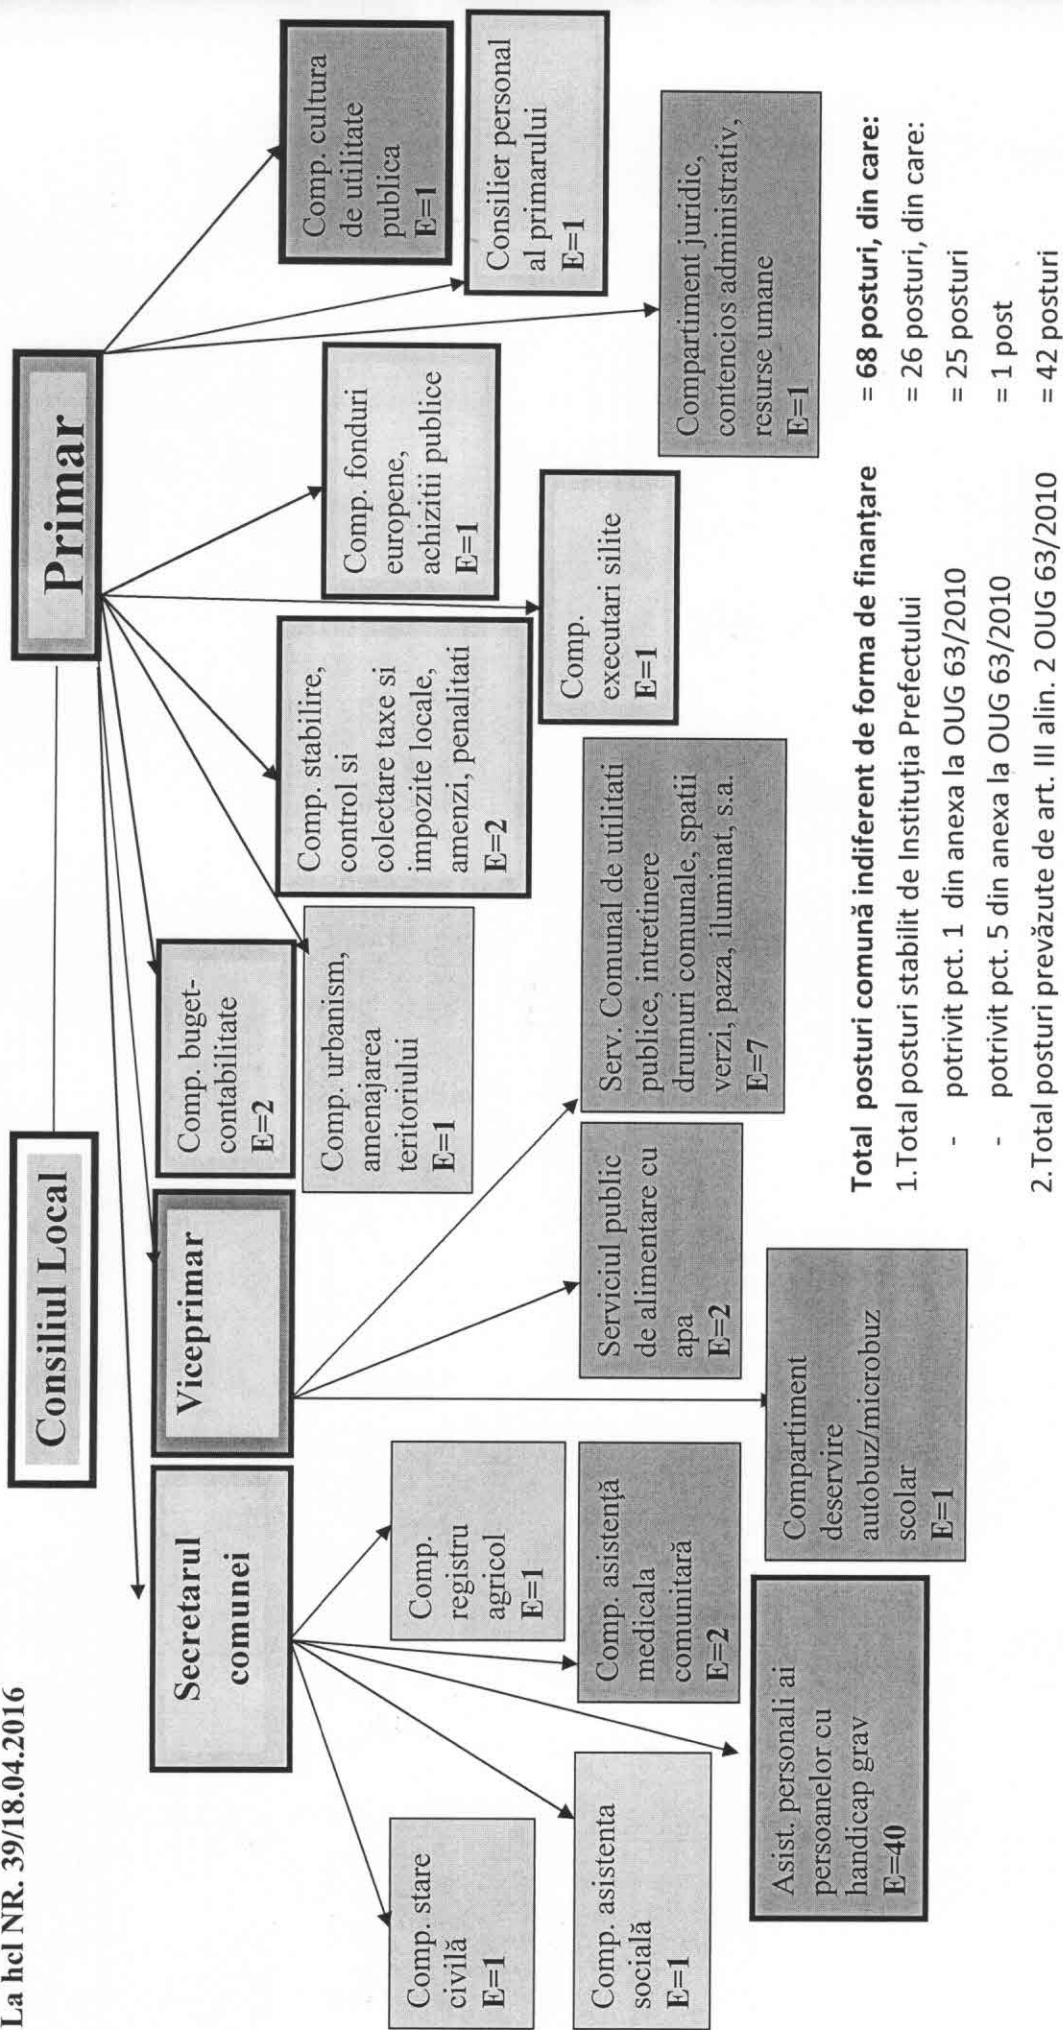 La hcl NR. 39/18.04.2016
Consiliul Local
Primar
Secretarul
comunei
Viceprimar
Comp. buget-
contabilitate
E=2
Comp. urbanism,
amenajarea
teritoriului
E=1
Comp. stabilire,
control si
colectare taxe si
impozite locale,
amenzi, penalitati
E=2
Comp. fonduri
europene,
achizitii publice
E=1
Comp. cultura
de utilitate
publica
E=1
Consilier personal
al primarului
E=1
Comp. stare
civilă
E=1
Comp.
registru
agricol
E=1
Comp. executari silite
E=1
Compartiment juridic,
contencios administrativ,
resurse umane
E=1
Comp. asistenta
socială
E=1
Comp. asistență
medicala
comunitară
E=2
Serviciul public
de alimentare cu
apa
E=2
Serv. Comunal de utilitati
publice, intretinere
drumuri comunale, spatii
verzi, paza, iluminat, s.a.
E=7
Asist. personali ai
persoanelor cu
handicap grav
E=40
Compartiment
deservire
autobuz/microbuz
scolar
E=1
Total posturi comună indiferent de forma de finanțare = 68 posturi, din care:
1.Total posturi stabilit de Instituția Prefectului = 26 posturi, din care:
- potrivit pct. 1 din anexa la OUG 63/2010 = 25 posturi
- potrivit pct. 5 din anexa la OUG 63/2010 = 1 post
2.Total posturi prevăzute de art. III alin. 2 OUG 63/2010 = 42 posturi